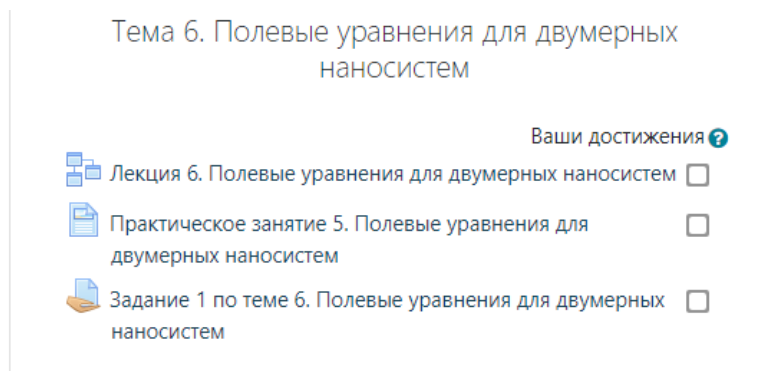 Тема 6. Полевые уравнения для двумерных
наносистем
Ваши достижения
Лекция 6. Полевые уравнения для двумерных наносистем
Практическое занятие 5. Полевые уравнения для
двумерных наносистем
Задание 1 по теме 6. Полевые уравнения для двумерных
наносистем